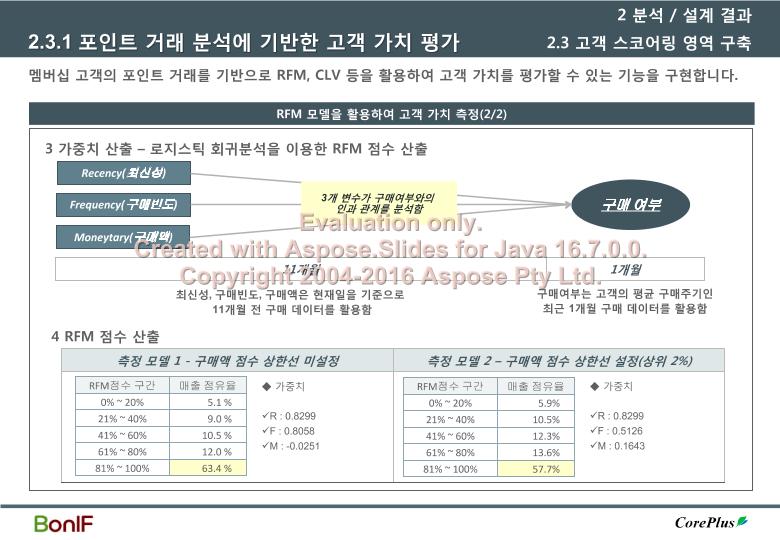 2 분석 / 설계 결과
2.3.1 포인트 거래 분석에 기반한 고객 가치 평가
2.3 고객 스코어링 영역 구축
멤버십 고객의 포인트 거래를 기반으로 RFM, CLV 등을 활용하여 고객 가치를 평가할 수 있는 기능을 구현합니다.
RFM 모델을 활용하여 고객 가치 측정(2/2)
3 가중치 산출 – 로지스틱 회귀분석을 이용한 RFM 점수 산출
Recency(최신성)
Frequency(구매빈도)
Moneytary(구매액)
3개 변수가 구매여부와의
인과 관계를 분석함
구매 여부
Evaluation only.
Created with Aspose.Slides for Java 16.7.0.0.
Copyright 2004-2016 Aspose Pty Ltd.
11개월
1개월
최신성, 구매빈도, 구매액은 현재일을 기준으로
11개월 전 구매 데이터를 활용함
구매여부는 고객의 평균 구매주기인
최근 1개월 구매 데이터를 활용함
4 RFM 점수 산출
측정 모델 1 - 구매액 점수 상한선 미설정
RFM점수 구간 매출 점유율
0% ~ 20% 5.1 %
21% ~ 40% 9.0 %
41% ~ 60% 10.5 %
61% ~ 80% 12.0 %
81% ~ 100% 63.4 %
◆ 가중치
✓R : 0.8299
✓F : 0.8058
✓M : -0.0251
측정 모델 2 – 구매액 점수 상한선 설정(상위 2%)
RFM점수 구간 매출 점유율
0% ~ 20% 5.9%
21% ~ 40% 10.5%
41% ~ 60% 12.3%
61% ~ 80% 13.6%
81% ~ 100% 57.7%
◆ 가중치
✓R : 0.8299
✓F : 0.5126
✓M : 0.1643
BonIF
CorePlus